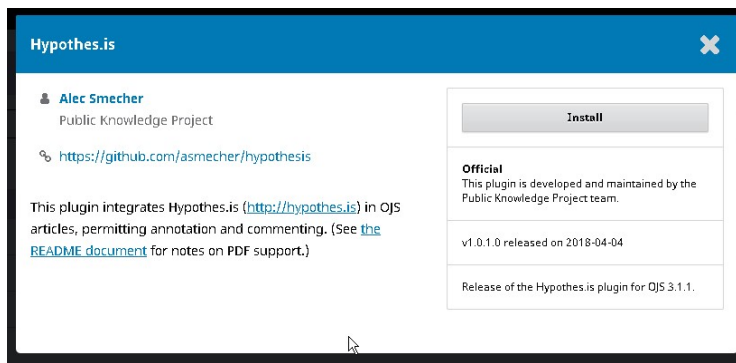 Hypothes.is
Alec Smecher
Public Knowledge Project
https://github.com/asmecher/hypothesis
This plugin integrates Hypothes.is (http://hypothes.is) in OJS
articles, permitting annotation and commenting. (See the
README document for notes on PDF support.)
Install
Official
This plugin is developed and maintained by the
Public Knowledge Project team.
v1.0.1.0 released on 2018-04-04
Release of the Hypothes.is plugin for OJS 3.1.1.